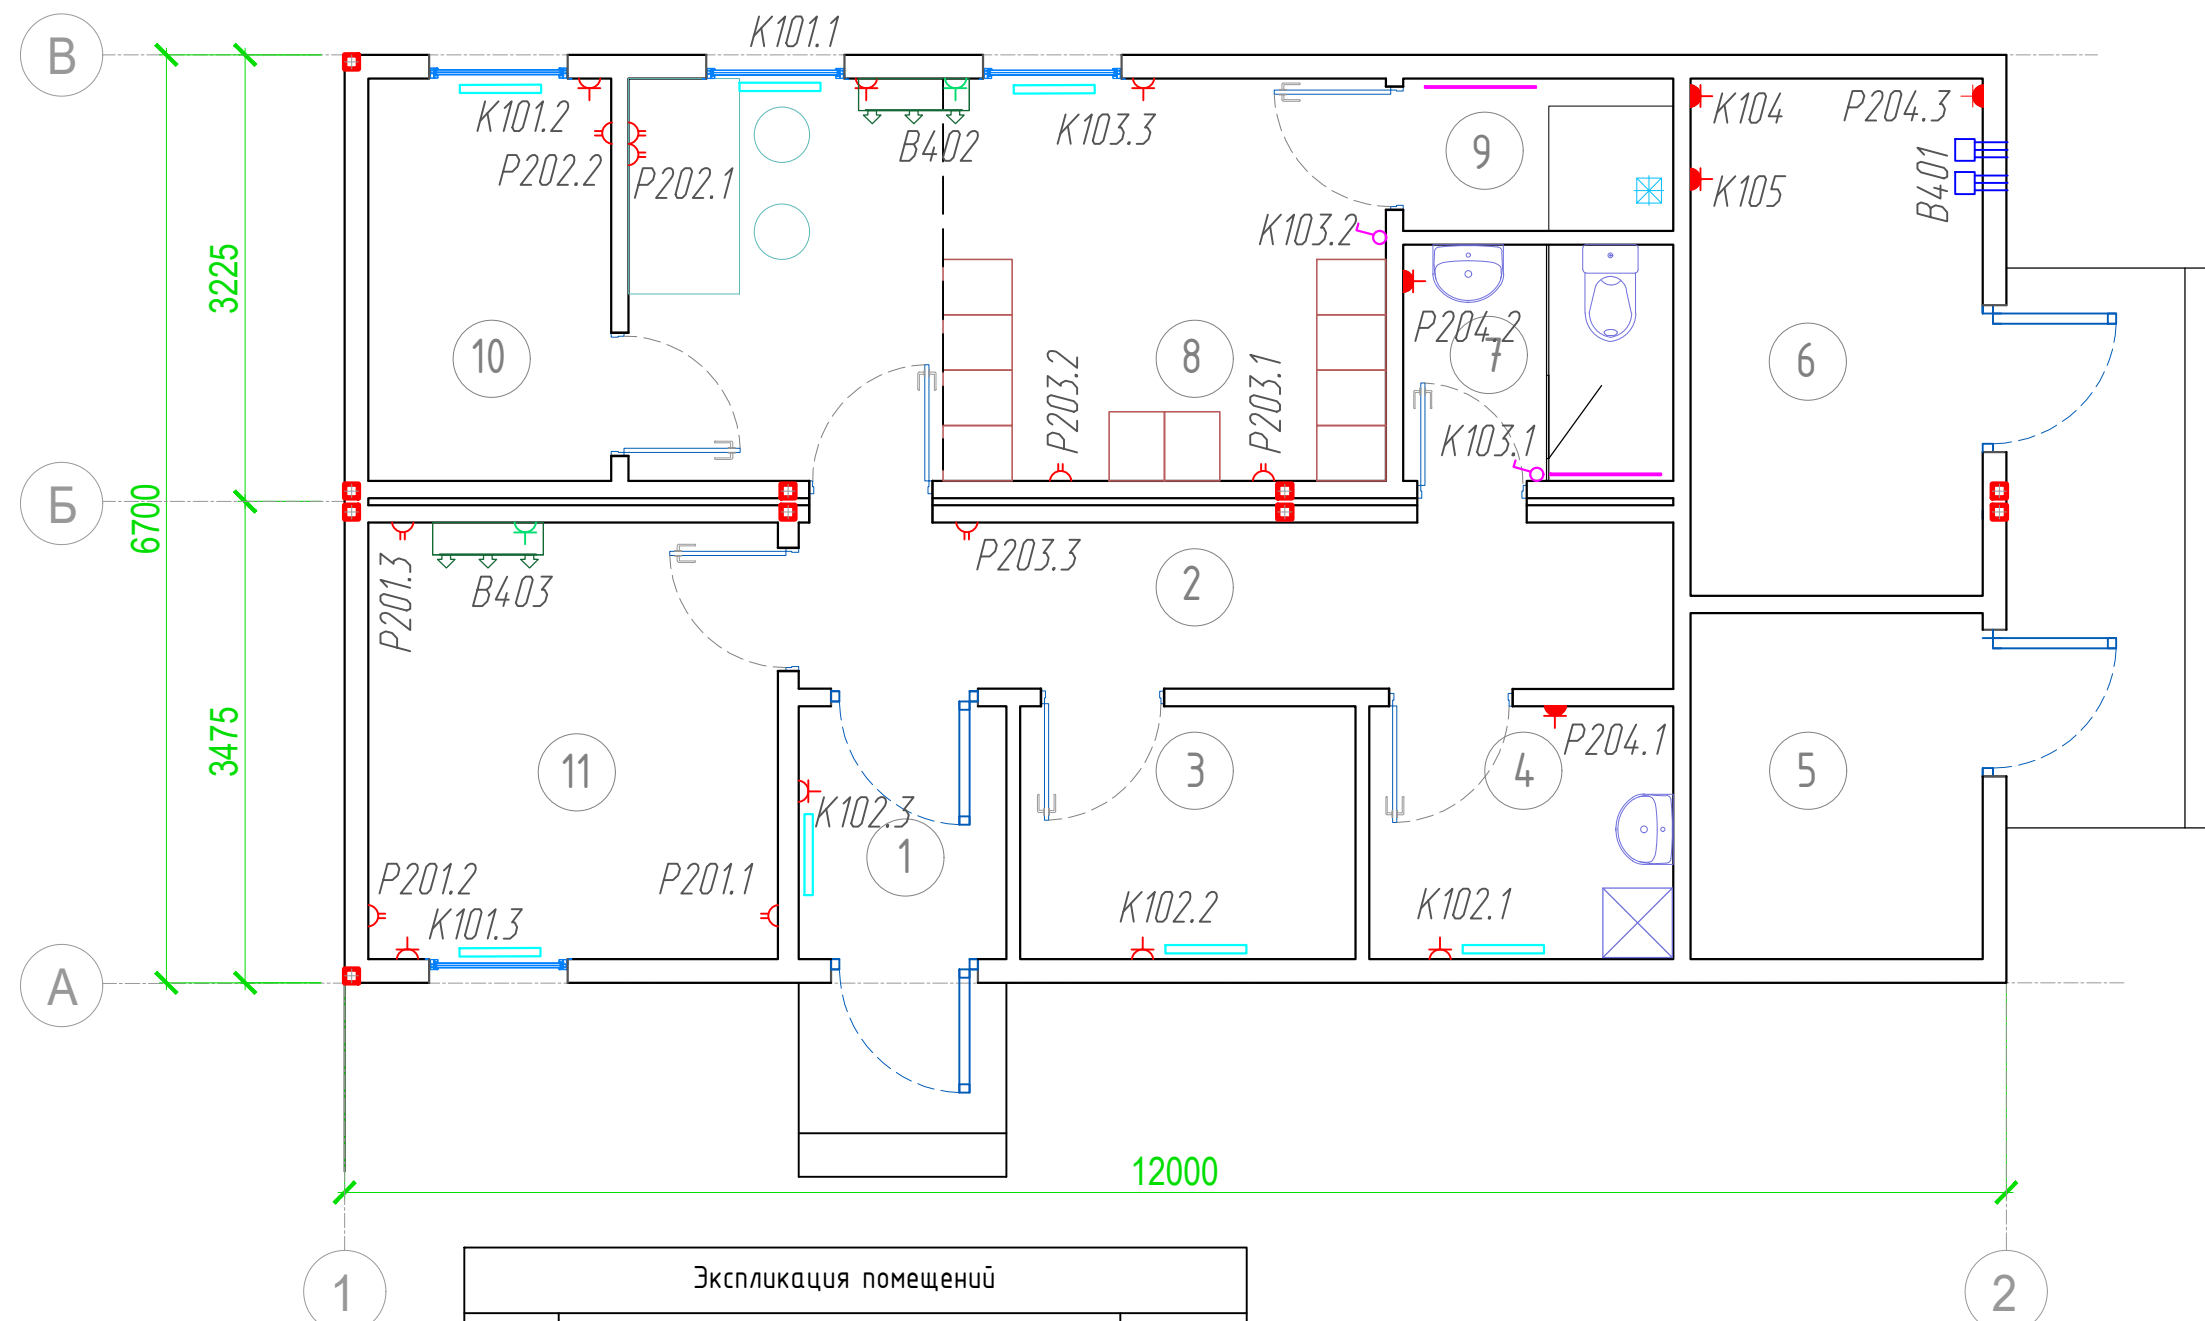 В
К101.1
К101.2
К103.3
В402
Р202.2
Р202.1
9
К104
Р204.3
К105
В401
К103.2
3225
10
8
Р203.2
Р203.1
Р204.2
7
6
К103.1
Б
6700
Р201.3
В403
Р203.3
2
3475
11
3
4
Р204.1
5
К102.3
1
Р201.2
Р201.1
К101.3
К102.2
К102.1
А
12000
1
2
Экспликация помещений